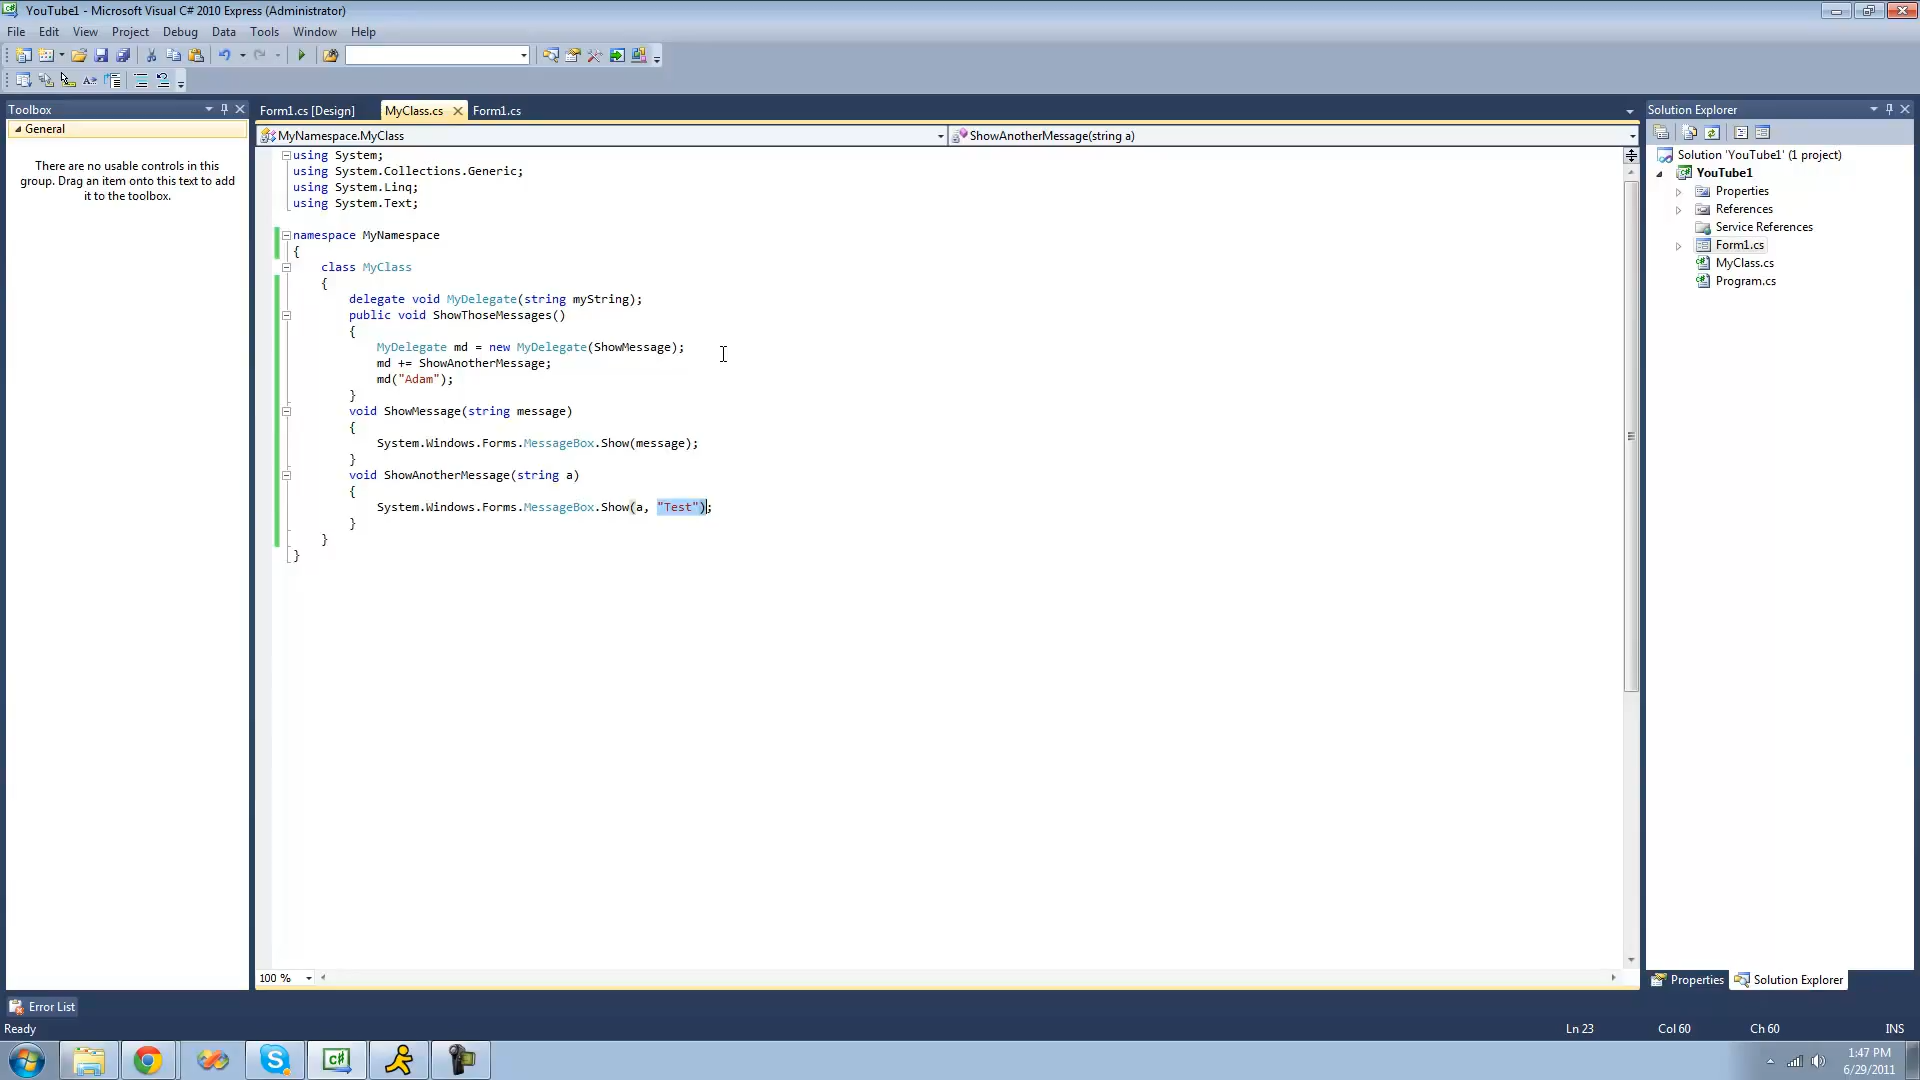 YouTube1 - Microsoft Visual C# 2010 Express (Administrator)
File Edit View Project Debug Data Tools Window Help
Toolbox
General
There are no usable controls in this
group. Drag an item onto this text to add
it to the toolbox.
Form1.cs [Design] MyClass.cs Form1.cs
MyNamespace.MyClass ShowAnotherMessage(string a)
using System;
using System.Collections.Generic;
using System.Linq;
using System.Text;
namespace MyNamespace
{
class MyClass
{
delegate void MyDelegate(string myString);
public void ShowThoseMessages()
{
MyDelegate md = new MyDelegate(ShowMessage);
md += ShowAnotherMessage;
md("Adam");
}
void ShowMessage(string message)
{
System.Windows.Forms.MessageBox.Show(message);
}
void ShowAnotherMessage(string a)
{
System.Windows.Forms.MessageBox.Show(a, "Test");
}
}
}
100 %
Solution Explorer
Solution 'YouTube1' (1 project)
YouTube1
Properties
References
Service References
Form1.cs
MyClass.cs
Program.cs
Properties Solution Explorer
Error List
Ready Ln 23 Col 60 Ch 60 INS
1:47 PM
6/29/2011